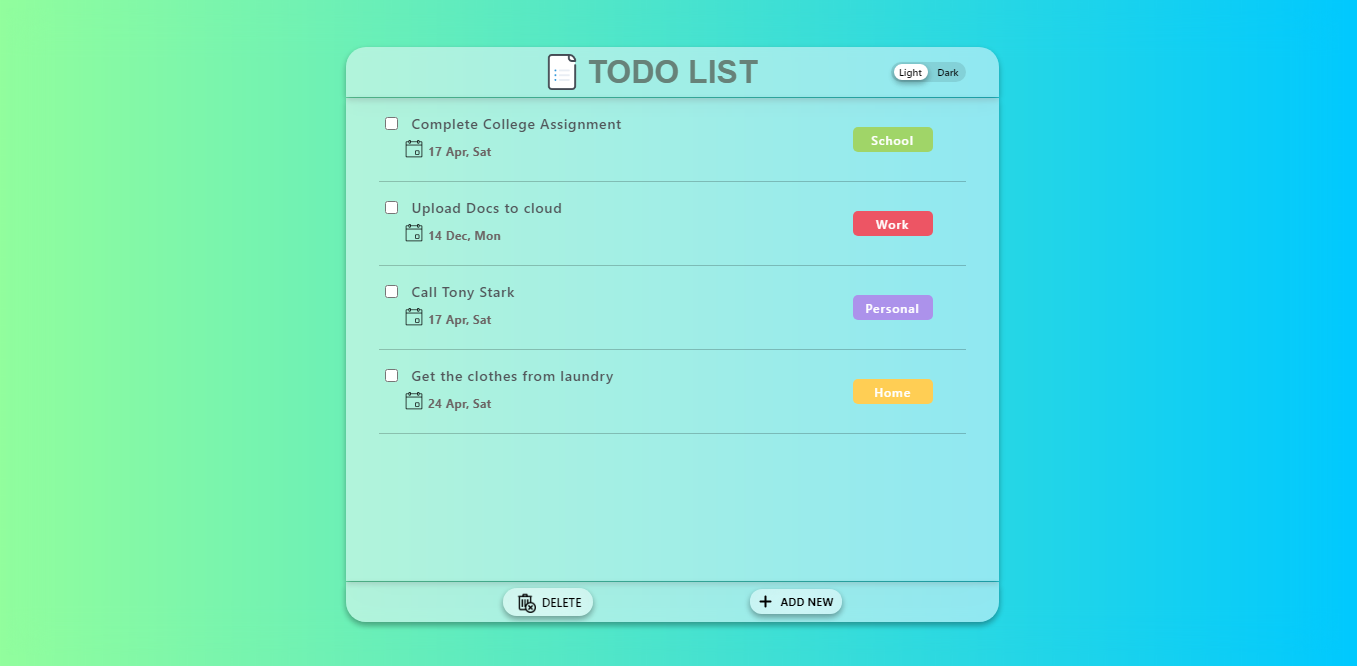 TODO LIST
Light Dark
Complete College Assignment
17 Apr, Sat
School
Upload Docs to cloud
14 Dec, Mon
Work
Call Tony Stark
17 Apr, Sat
Personal
Get the clothes from laundry
24 Apr, Sat
Home
DELETE
ADD NEW